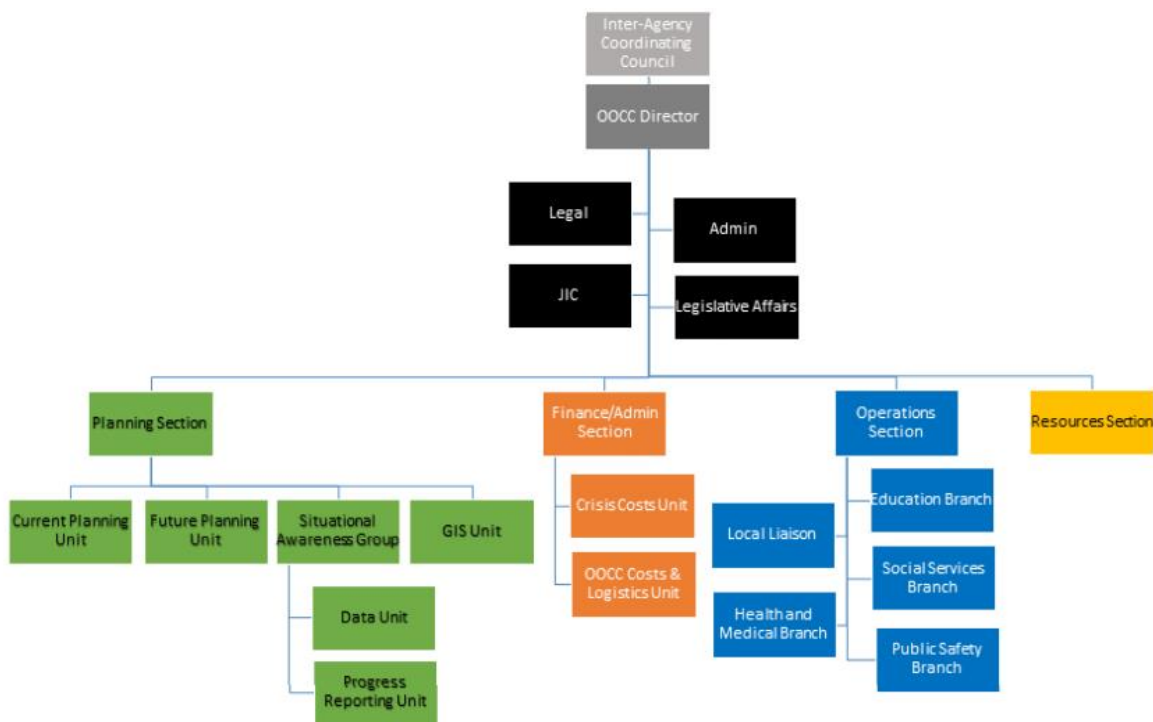 Inter-Agency
Coordinating
Council
OOCC Director
Legal
Admin
JIC
Legislative Affairs
Planning Section
Finance/Admin
Section
Operations
Section
Resources Section
Current Planning
Unit
Future Planning
Unit
Situational
Awareness Group
GIS Unit
Data Unit
Progress
Reporting Unit
Crisis Costs Unit
OOCC Costs &
Logistics Unit
Education Branch
Local Liaison
Social Services
Branch
Health and
Medical Branch
Public Safety
Branch